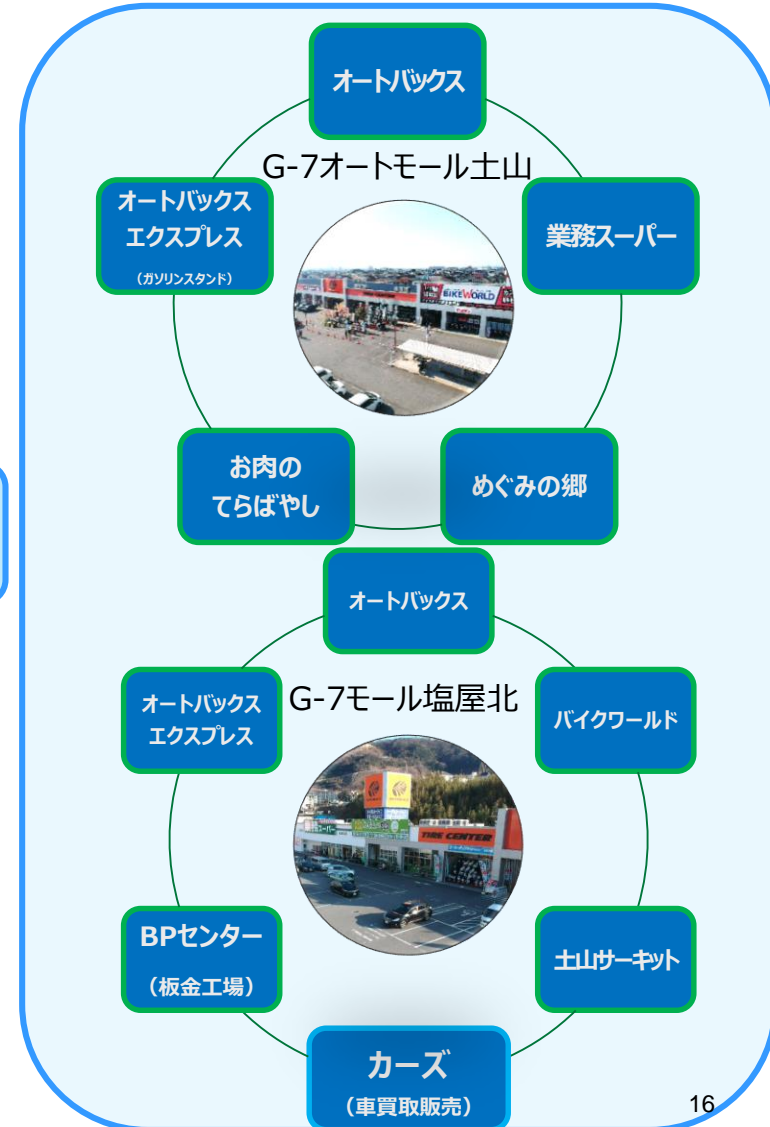 オートバックス
G-7オートモール土山
オートバックス
エクスプレス
(ガソリンスタンド)
業務スーパー
BIKEWORLD
お肉の
てらばやし
めぐみの郷
オートバックス
G-7モール塩屋北
オートバックス
エクスプレス
バイクワールド
TIRE CENTER
BPセンター
(板金工場)
土山サーキット
カーズ
(車買取販売)
16